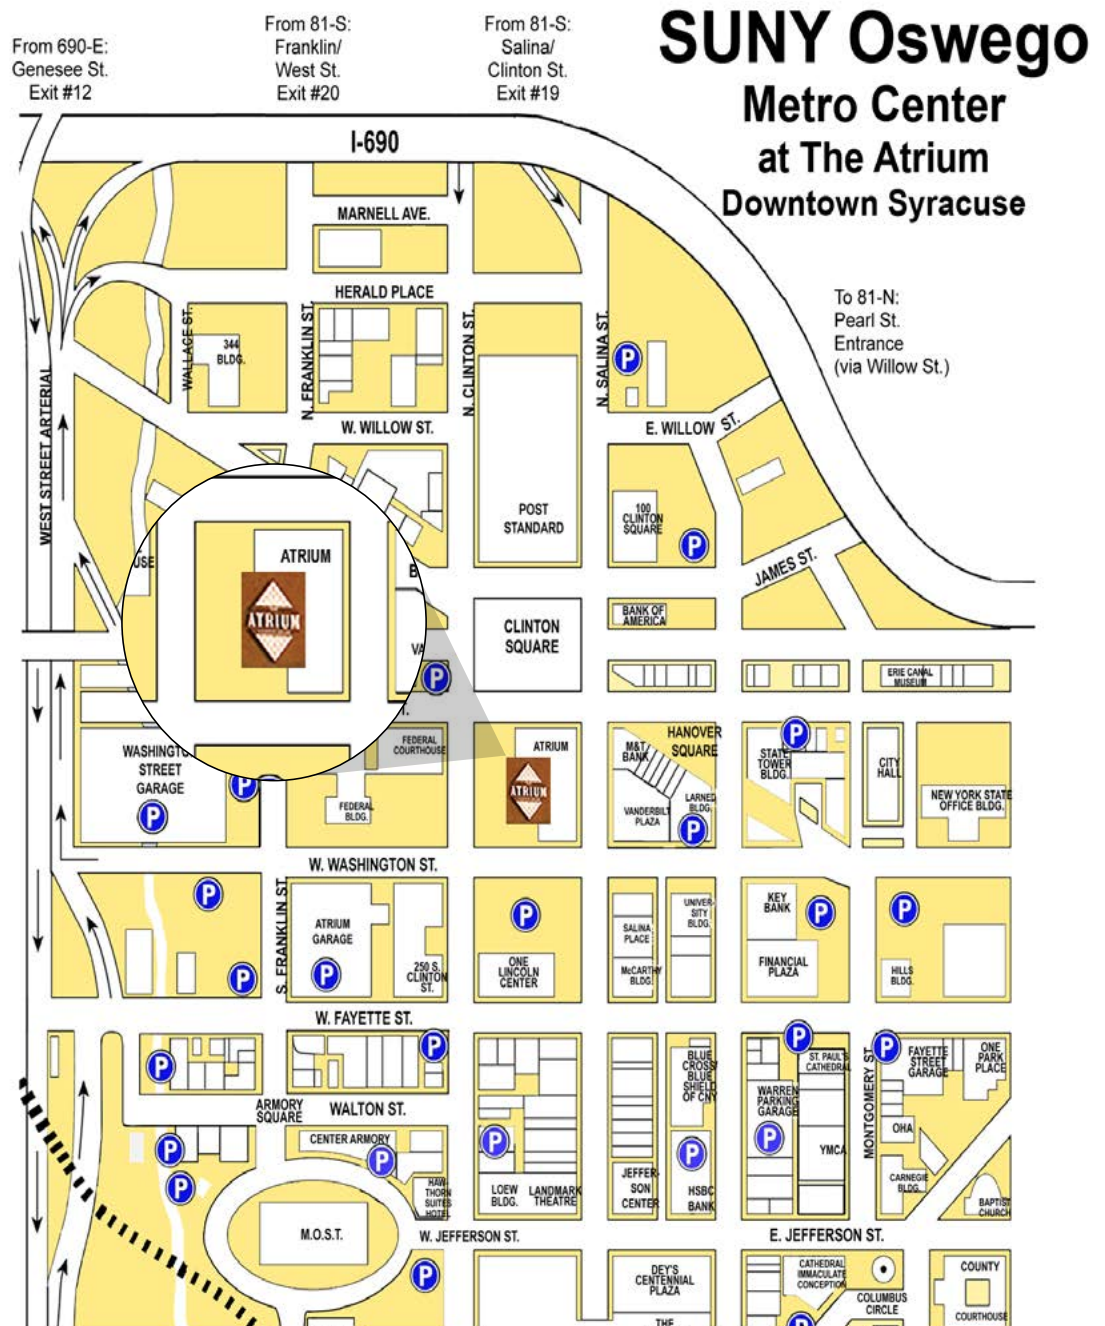 SUNY Oswego
Metro Center
at The Atrium
Downtown Syracuse
From 690-E:
Genesee St.
Exit #12
From 81-S:
Franklin/
West St.
Exit #20
From 81-S:
Salina/
Clinton St.
Exit #19
I-690
To 81-N:
Pearl St.
Entrance
(via Willow St.)
MARNELL AVE.
HERALD PLACE
WALLACE ST.
344
BLDG.
N. FRANKLIN ST.
N. CLINTON ST.
N. SALINA ST.
P
WEST STREET ARTERIAL
W. WILLOW ST.
E. WILLOW ST.
POST
STANDARD
100
CLINTON
SQUARE
P
JAMES ST.
USE
ATRIUM
ATRIUM
B
VA
P
T.
CLINTON
SQUARE
BANK OF
AMERICA
ERIE CANAL
MUSEUM
WASHINGTO
STREET
GARAGE
P
P
FEDERAL
COURTHOUSE
FEDERAL
BLDG.
ATRIUM
ATRIUM
M&T
BANK
HANOVER
SQUARE
VANDERBILT
PLAZA
LARNED
BLDG.
P
P
STATE
TOWER
BLDG.
CITY
HALL
NEW YORK STATE
OFFICE BLDG.
W. WASHINGTON ST.
P
P
S. FRANKLIN ST.
ATRIUM
GARAGE
P
250 S.
CLINTON
ST.
P
ONE
LINCOLN
CENTER
SALINA
PLACE
McCARTHY
BLDG.
UNIVER-
SITY
BLDG.
KEY
BANK
P
FINANCIAL
PLAZA
P
HILLS
BLDG.
W. FAYETTE ST.
P
P
ARMORY
SQUARE
WALTON ST.
BLUE
CROSS/
BLUE
SHIELD
OF CNY
P
ST. PAUL'S
CATHEDRAL
WARREN
PARKING
GARAGE
P
YMCA
MONTGOMERY ST.
P
FAYETTE
STREET
GARAGE
ONE
PARK
PLACE
OHA
CARNEGIE
BLDG.
BAPTIST
CHURCH
P
P
CENTER ARMORY
P
HAW-
THORN
SUITES
HOTEL
P
LOEW
BLDG.
LANDMARK
THEATRE
JEFFER-
SON
CENTER
P
HSBC
BANK
M.O.S.T.
W. JEFFERSON ST.
E. JEFFERSON ST.
P
DEY'S
CENTENNIAL
PLAZA
THE
CATHEDRAL
IMMACULATE
CONCEPTION
P
COLUMBUS
CIRCLE
COUNTY
COURTHOUSE